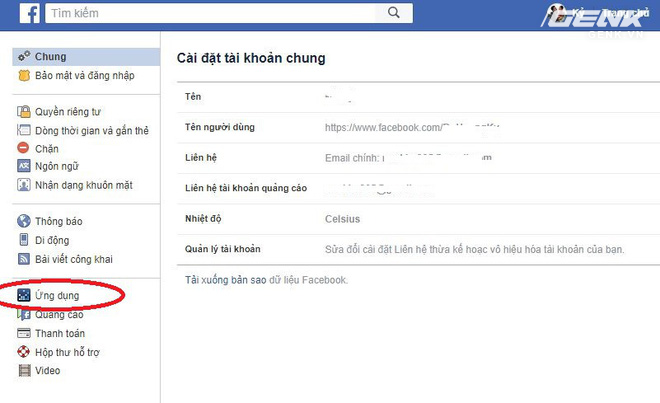 f Tìm kiếm Trang chủ
GENK
GENK.VN
Chung
Bảo mật và đăng nhập
Quyền riêng tư
Dòng thời gian và gắn thẻ
Chặn
Ngôn ngữ
Nhận dạng khuôn mặt
Thông báo
Di động
Bài viết công khai
Ứng dụng
Quảng cáo
Thanh toán
Hộp thư hỗ trợ
Video
Cài đặt tài khoản chung
Tên
Tên người dùng https://www.facebook.com/
Liên hệ Email chính:
Liên hệ tài khoản quảng cáo
Nhiệt độ Celsius
Quản lý tài khoản Sửa đổi cài đặt Liên hệ thừa kế hoặc vô hiệu hóa tài khoản của bạn.
Tải xuống bản sao dữ liệu Facebook.